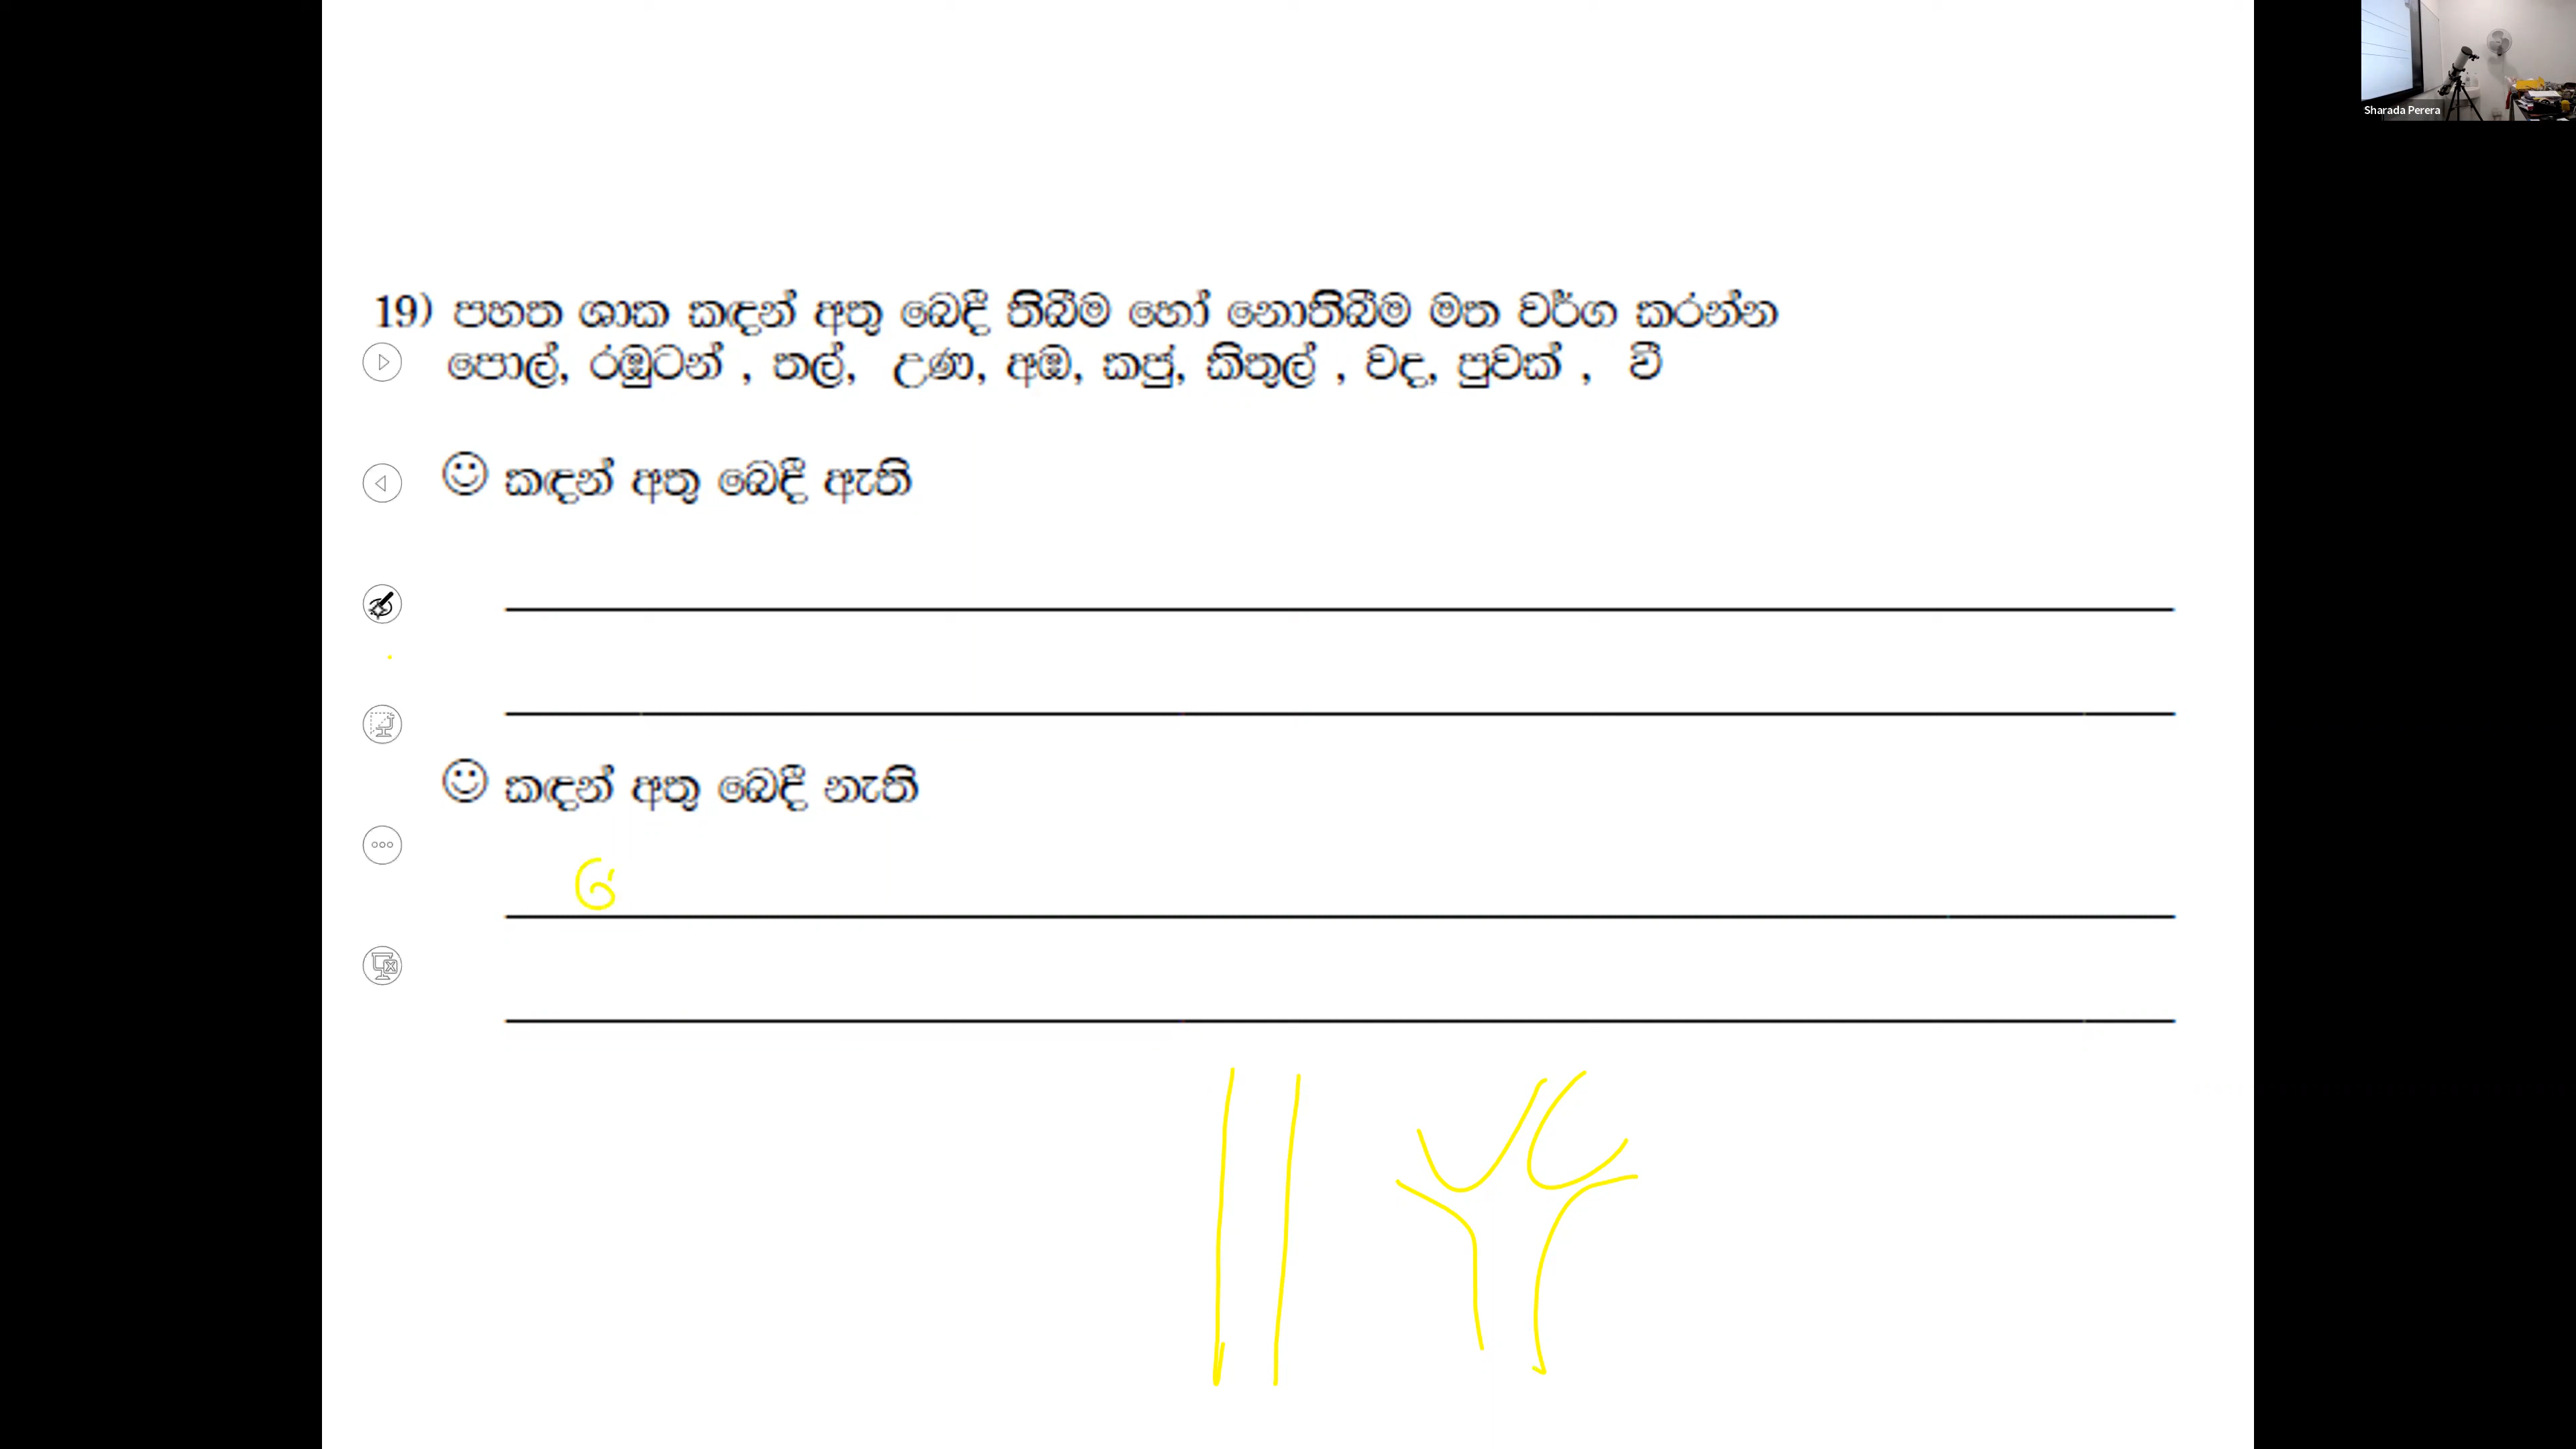 Sharada Perera
19) පහත ශාක කඳන් අතු බෙදී තිබීම හෝ නොතිබීම මත වර්ග කරන්න
පොල්, රඹුටන් , තල්, උණ, අඹ, කජු, කිතුල් , වද, පුවක් , වී
කඳන් අතු බෙදී ඇති
කඳන් අතු බෙදී නැති